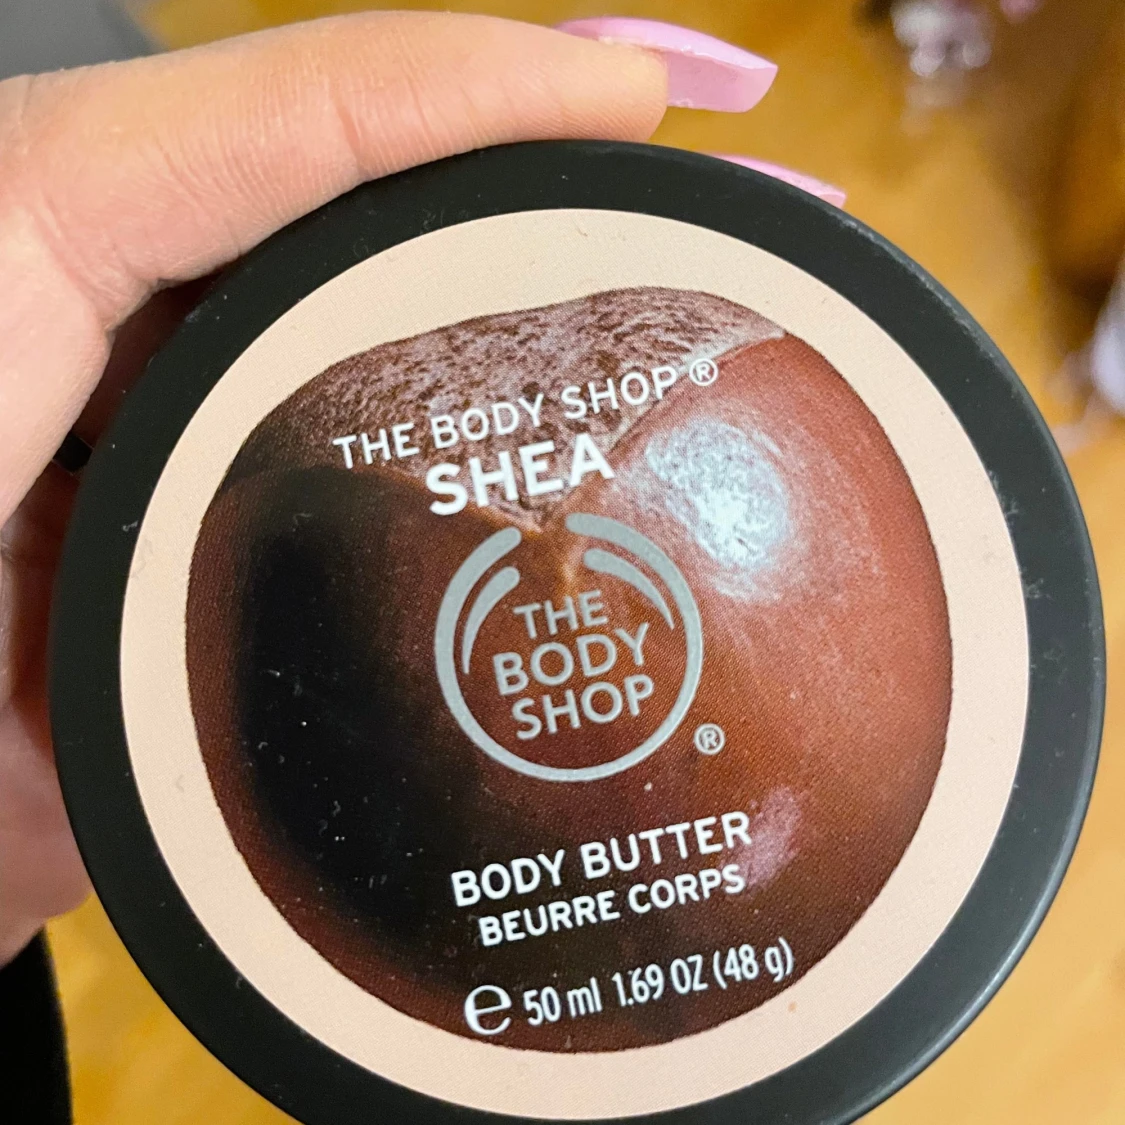 THE BODY SHOP®
SHEA
THE
BODY
SHOP
®
BODY BUTTER
BEURRE CORPS
℮ 50 ml 1.69 OZ (48 g)